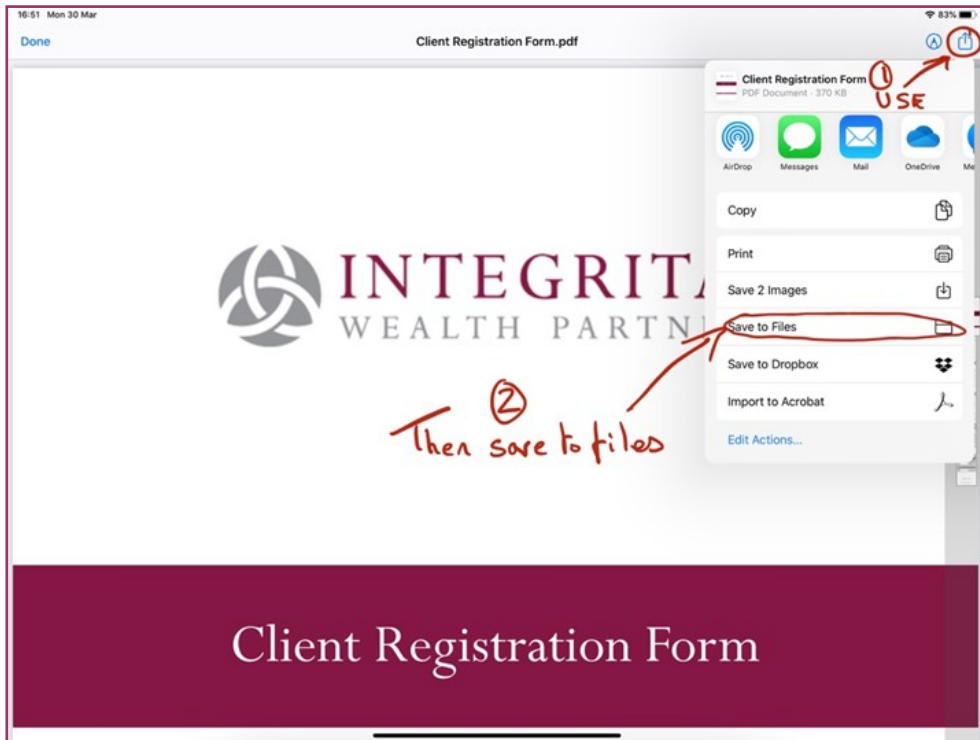 16:51 Mon 30 Mar
83%
Done
Client Registration Form.pdf
Client Registration Form
PDF Document · 370 KB
1
USE
AirDrop
Messages
Mail
OneDrive
Me
Copy
Print
Save 2 Images
Save to Files
Save to Dropbox
Import to Acrobat
Edit Actions...
INTEGRITA
WEALTH PARTN
2
Then save to files
Client Registration Form